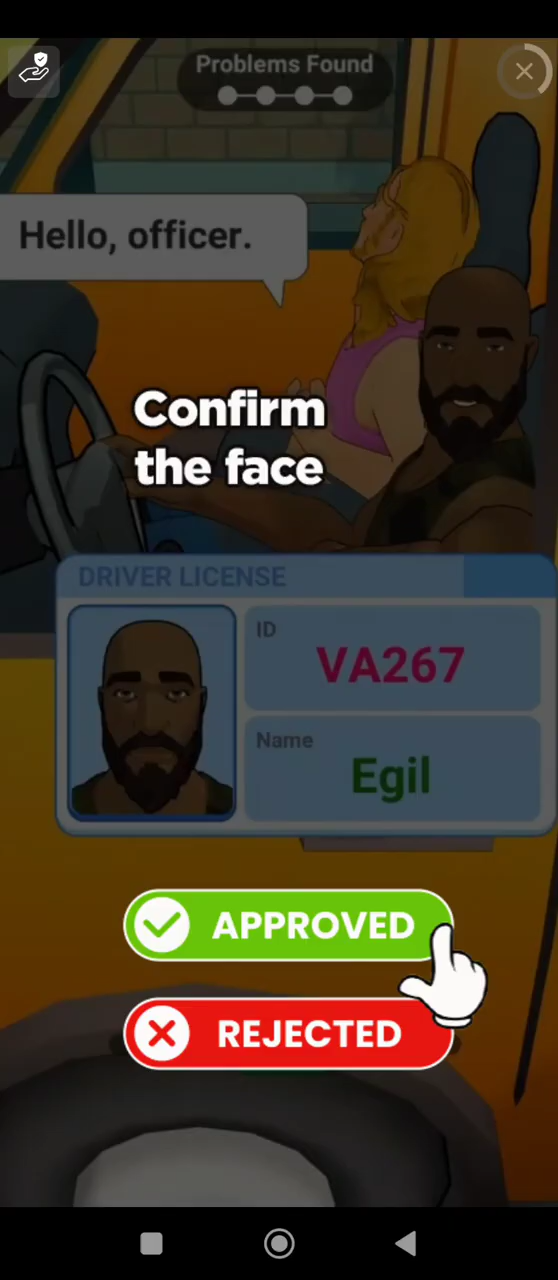 Problems Found
Hello, officer.
Confirm
the face
DRIVER LICENSE
ID
VA267
Name
Egil
APPROVED
REJECTED